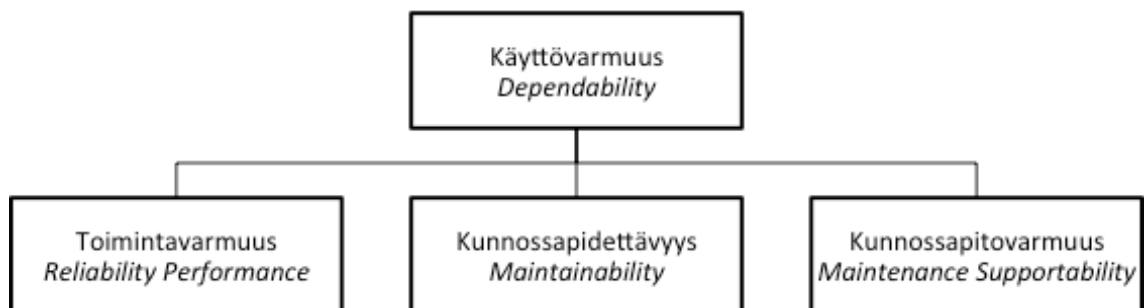 Käyttövarmuus
Dependability
Toimintavarmuus
Reliability Performance
Kunnossapidettävyys
Maintainability
Kunnossapitovarmuus
Maintenance Supportability